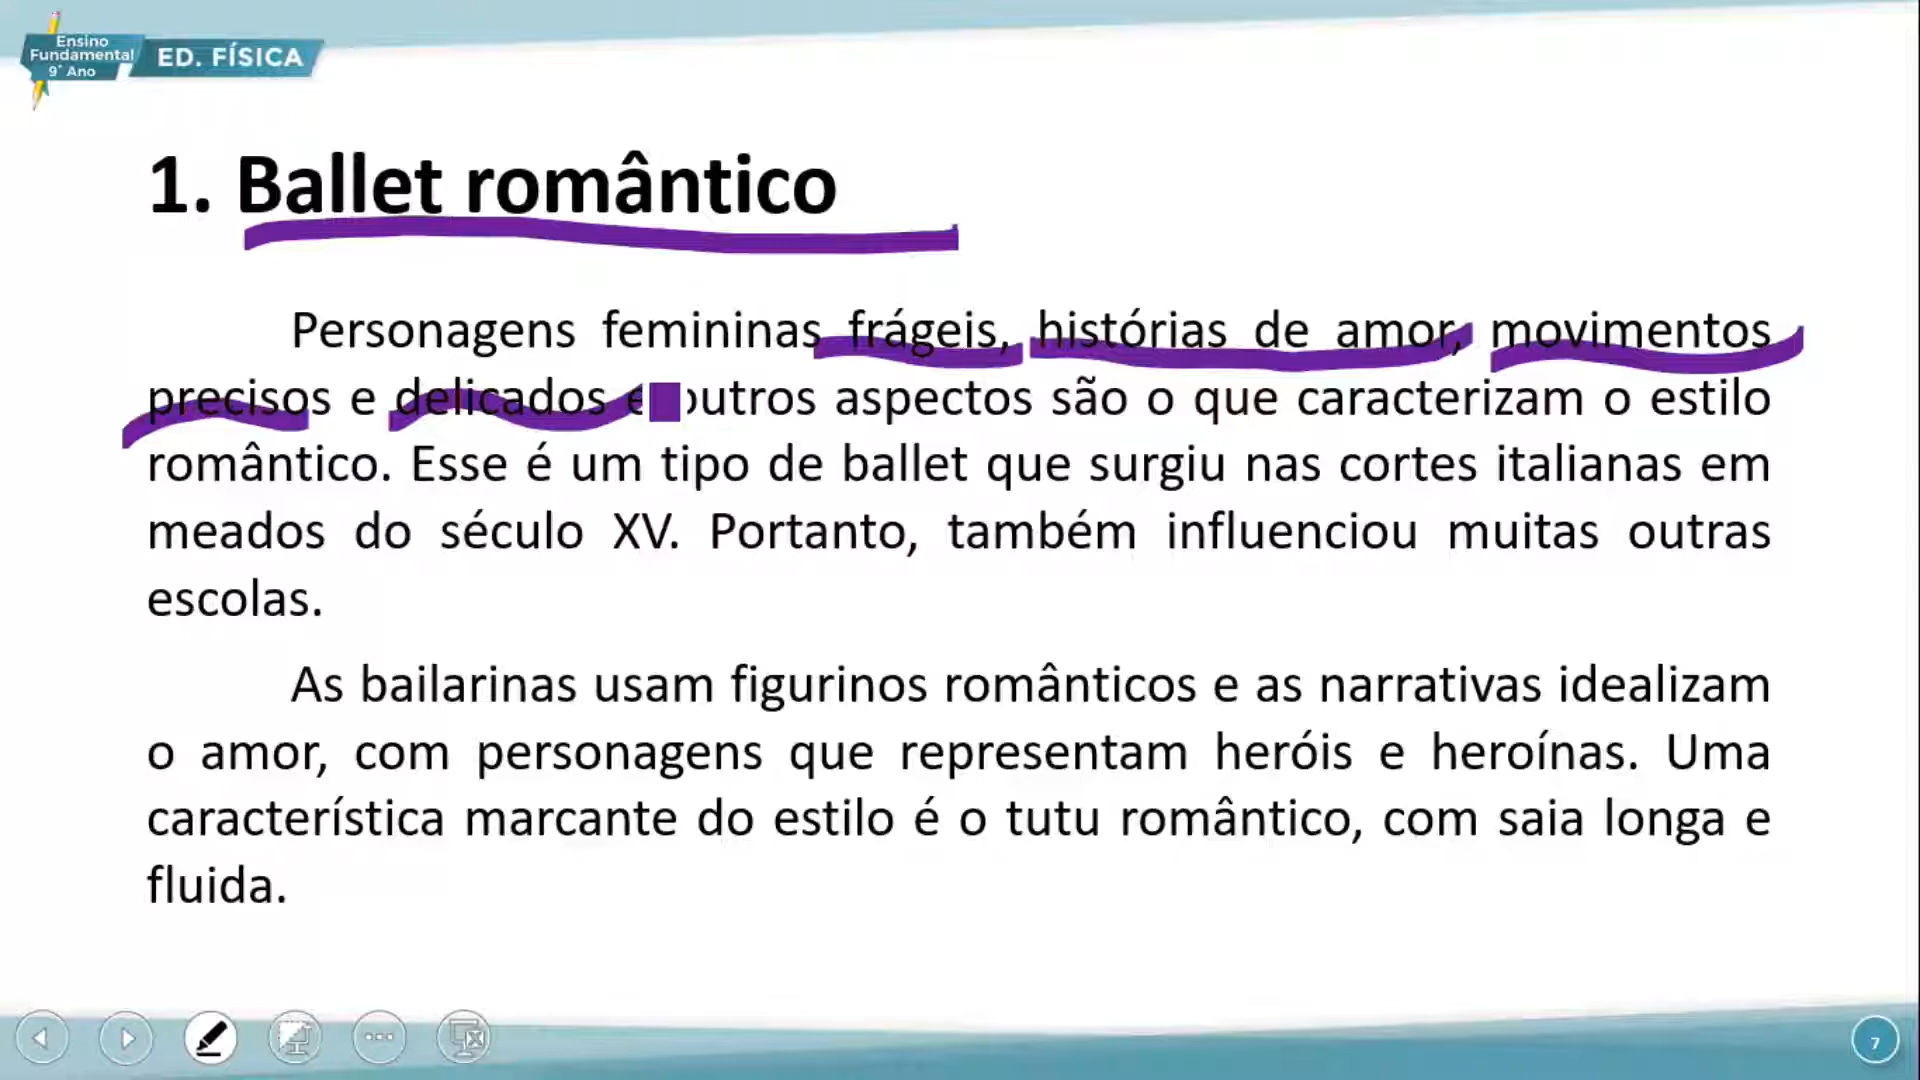 Ensino
Fundamental
9° Ano
ED. FÍSICA
1. Ballet romântico
Personagens femininas frágeis, histórias de amor, movimentos
precisos e delicados e outros aspectos são o que caracterizam o estilo
romântico. Esse é um tipo de ballet que surgiu nas cortes italianas em
meados do século XV. Portanto, também influenciou muitas outras
escolas.
As bailarinas usam figurinos românticos e as narrativas idealizam
o amor, com personagens que representam heróis e heroínas. Uma
característica marcante do estilo é o tutu romântico, com saia longa e
fluida.
7